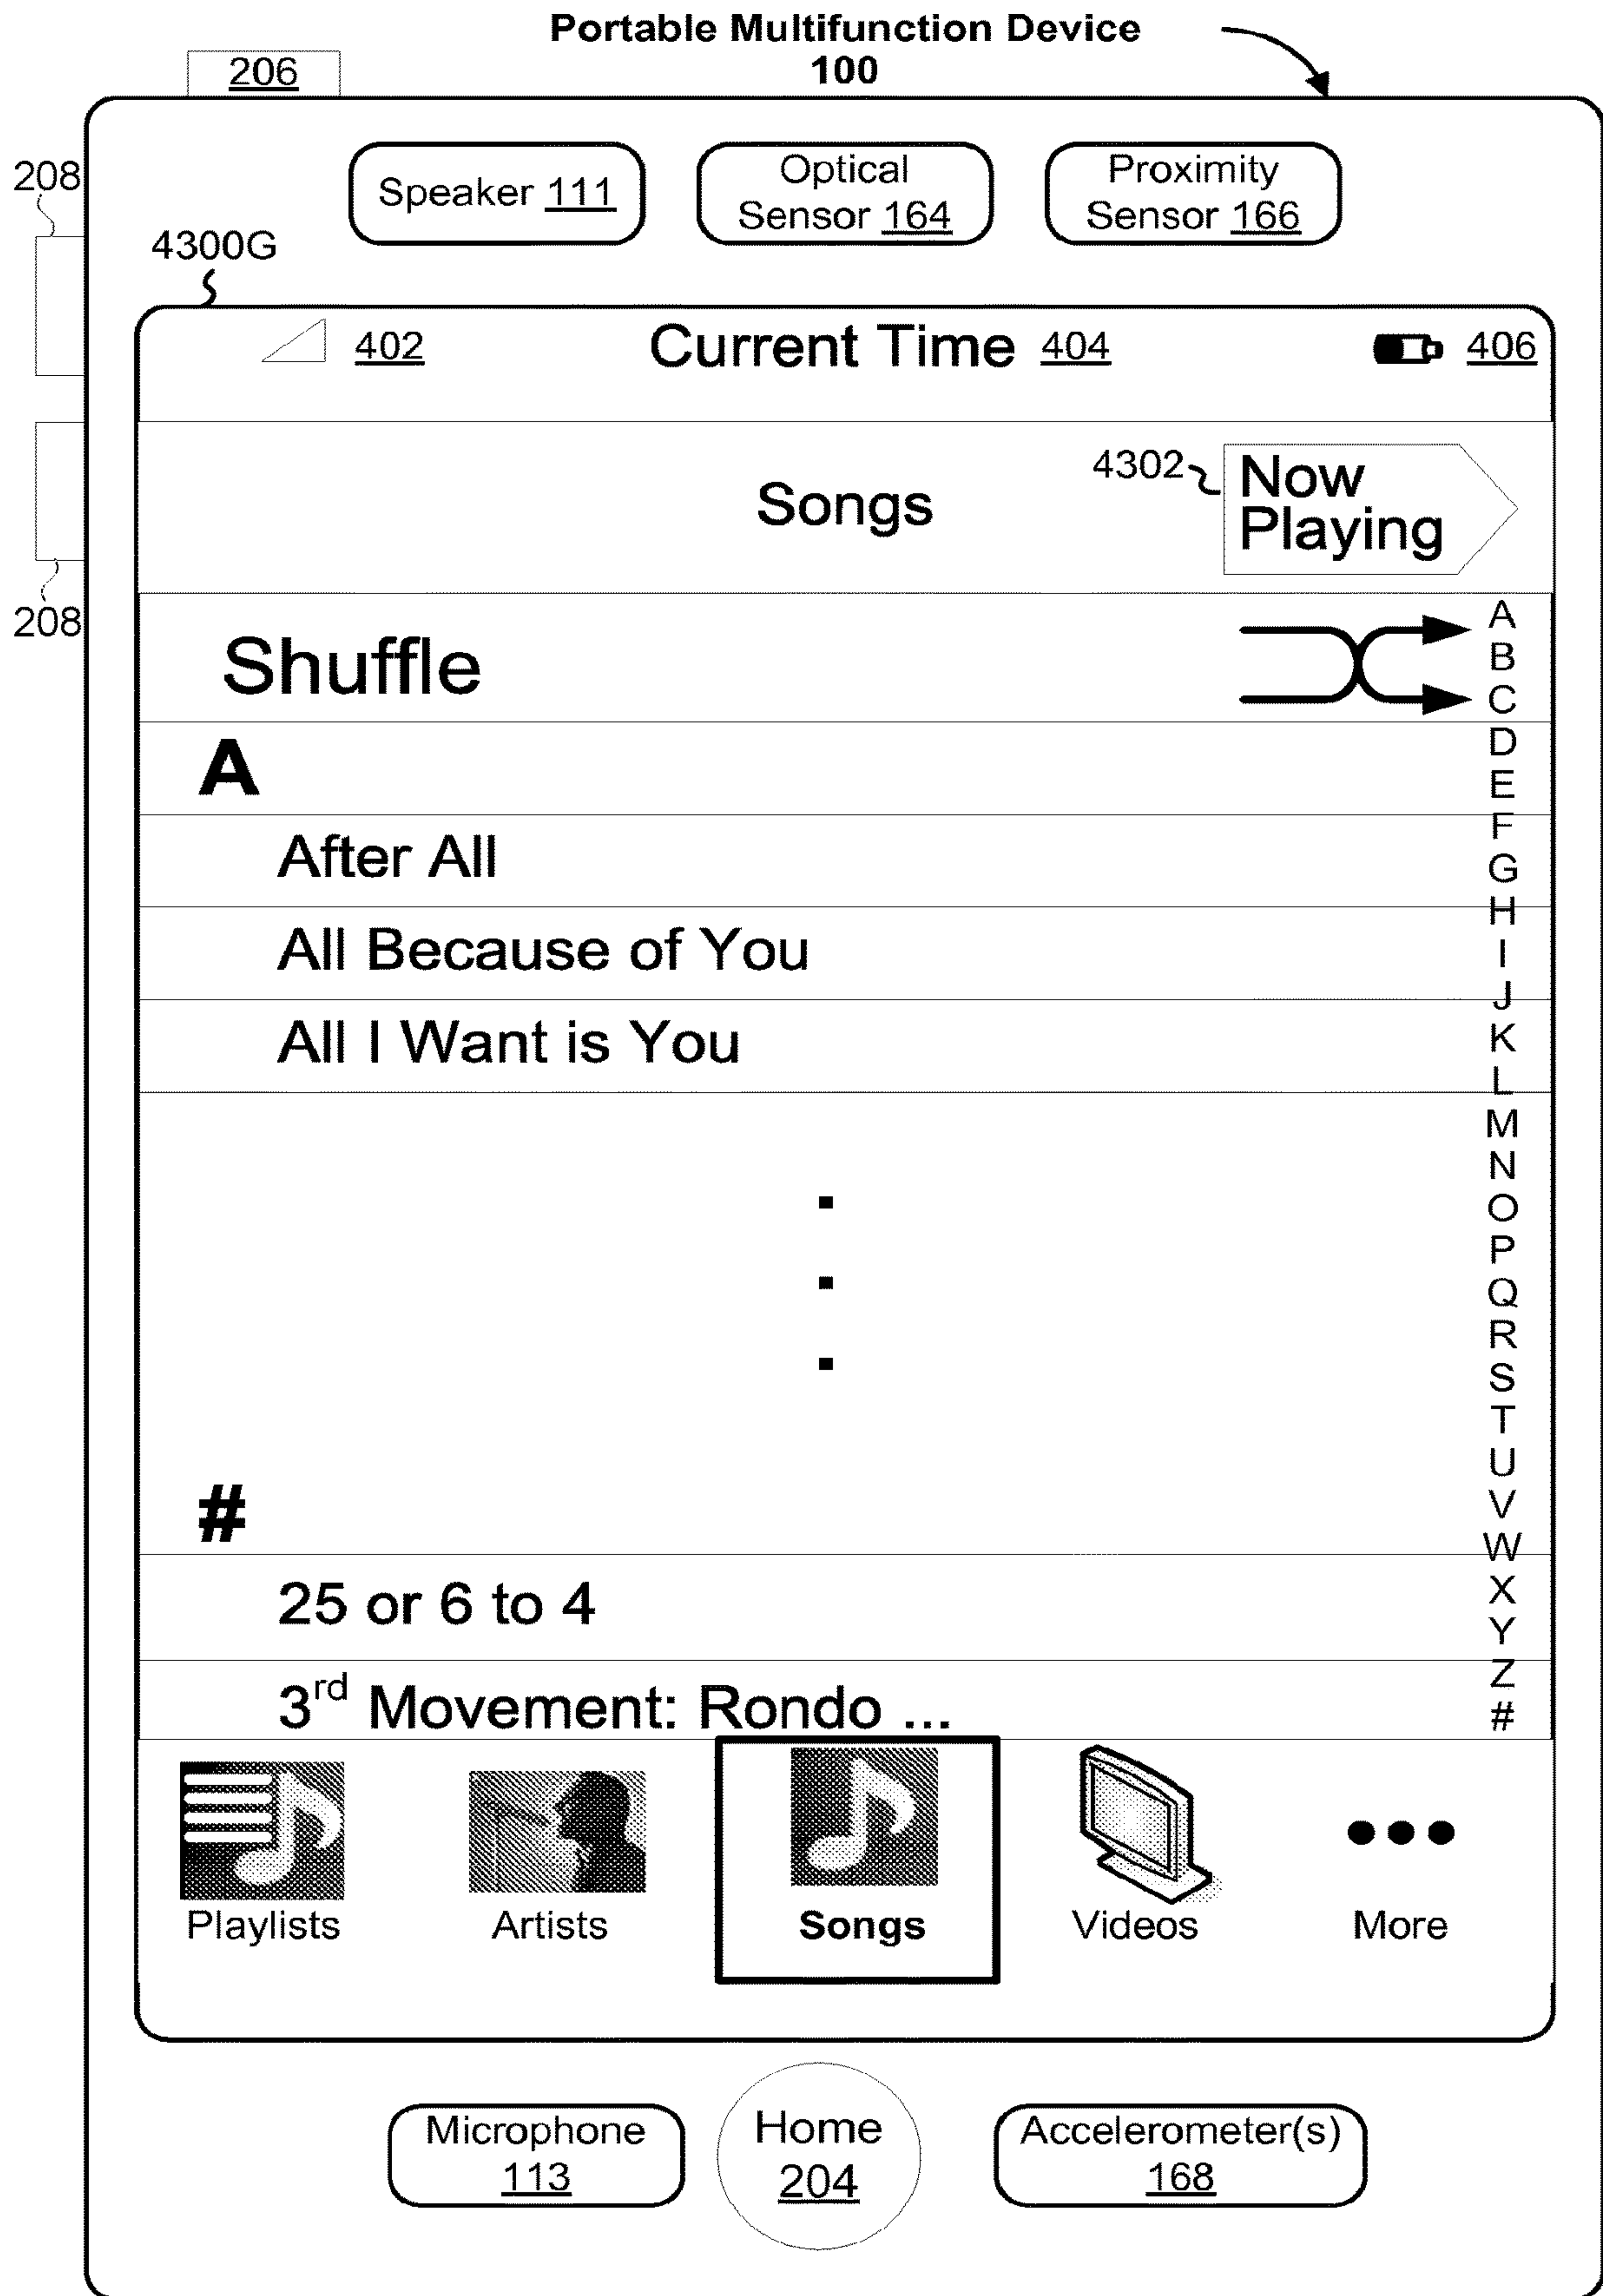 Portable Multifunction Device
100
206
208
Speaker 111
Optical
Sensor 164
Proximity
Sensor 166
4300G
402
Current Time 404
406
Songs
4302
Now
Playing
208
Shuffle
A
After All
All Because of You
All I Want is You
#
25 or 6 to 4
3rd Movement: Rondo ...
A
B
C
D
E
F
G
H
I
J
K
L
M
N
O
P
Q
R
S
T
U
V
W
X
Y
Z
#
Playlists
Artists
Songs
Videos
More
Microphone
113
Home
204
Accelerometer(s)
168